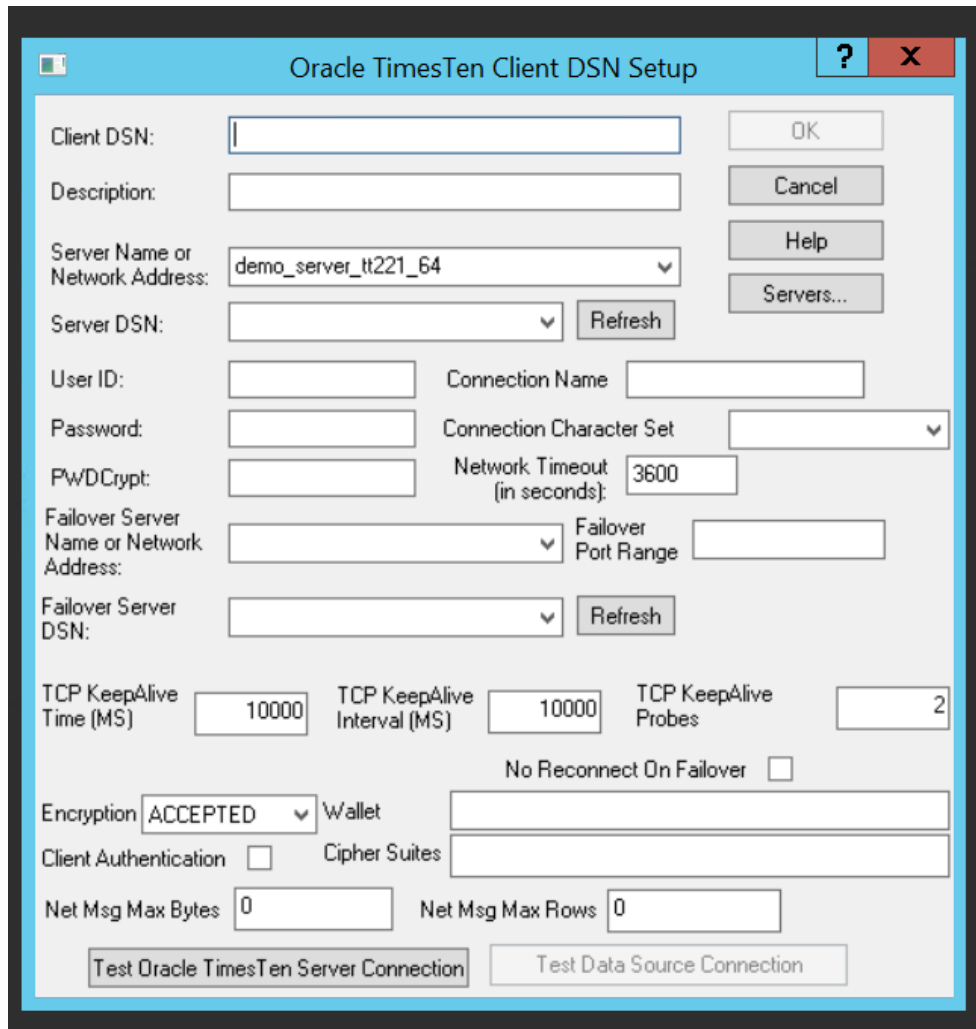 Oracle TimesTen Client DSN Setup
?
X
Client DSN:
OK
Description:
Cancel
Server Name or
Network Address:
demo_server_tt221_64
Help
Servers...
Server DSN:
Refresh
User ID:
Connection Name
Password:
Connection Character Set
PWDCrypt:
Network Timeout
(in seconds):
3600
Failover Server
Name or Network
Address:
Failover
Port Range
Failover Server
DSN:
Refresh
TCP KeepAlive
Time (MS)
10000
TCP KeepAlive
Interval (MS)
10000
TCP KeepAlive
Probes
2
No Reconnect On Failover
Encryption
ACCEPTED
Wallet
Client Authentication
Cipher Suites
Net Msg Max Bytes
0
Net Msg Max Rows
0
Test Oracle TimesTen Server Connection
Test Data Source Connection